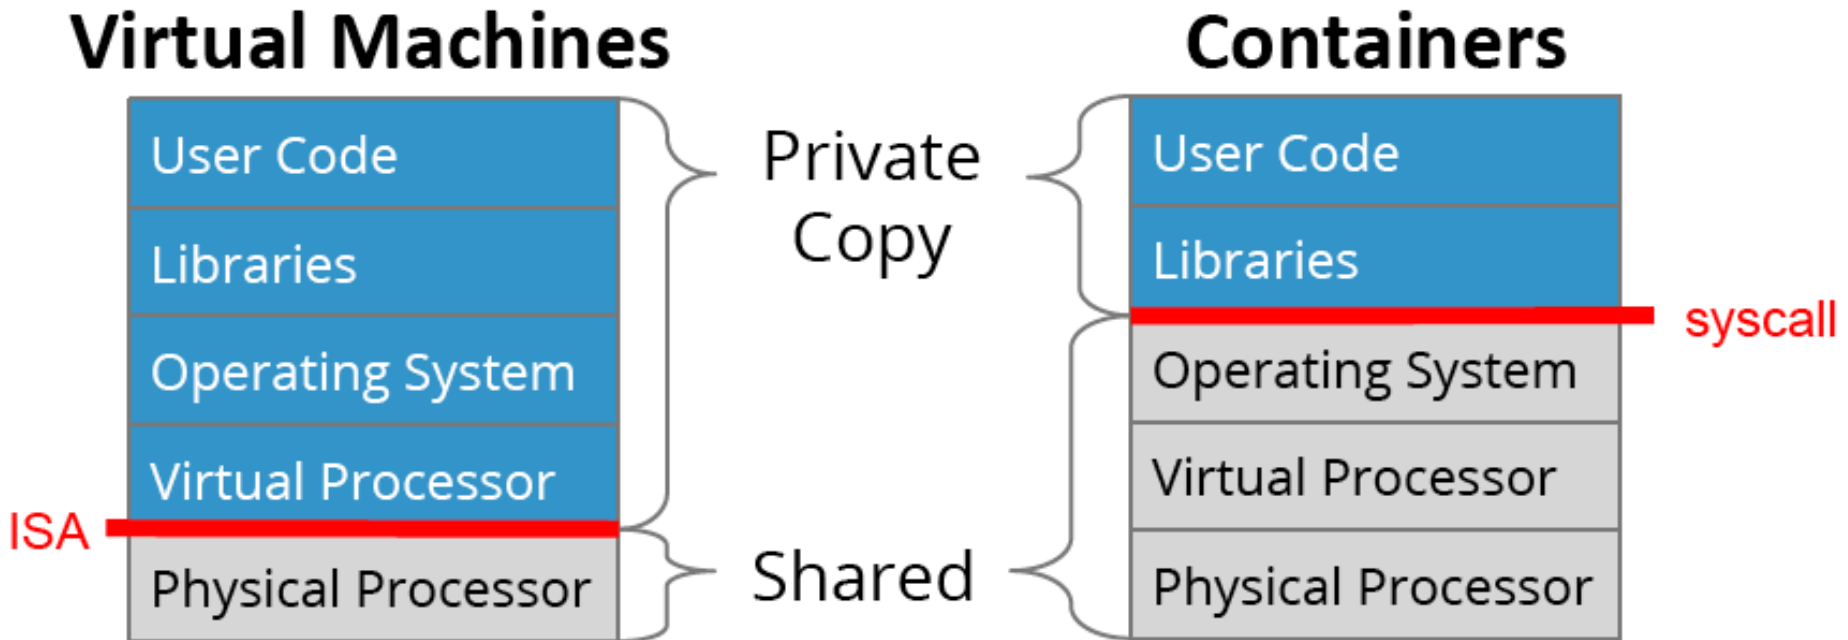 Virtual Machines
User Code
Libraries
Operating System
Virtual Processor
ISA
Physical Processor
Private
Copy
Shared
Containers
User Code
Libraries
syscall
Operating System
Virtual Processor
Physical Processor